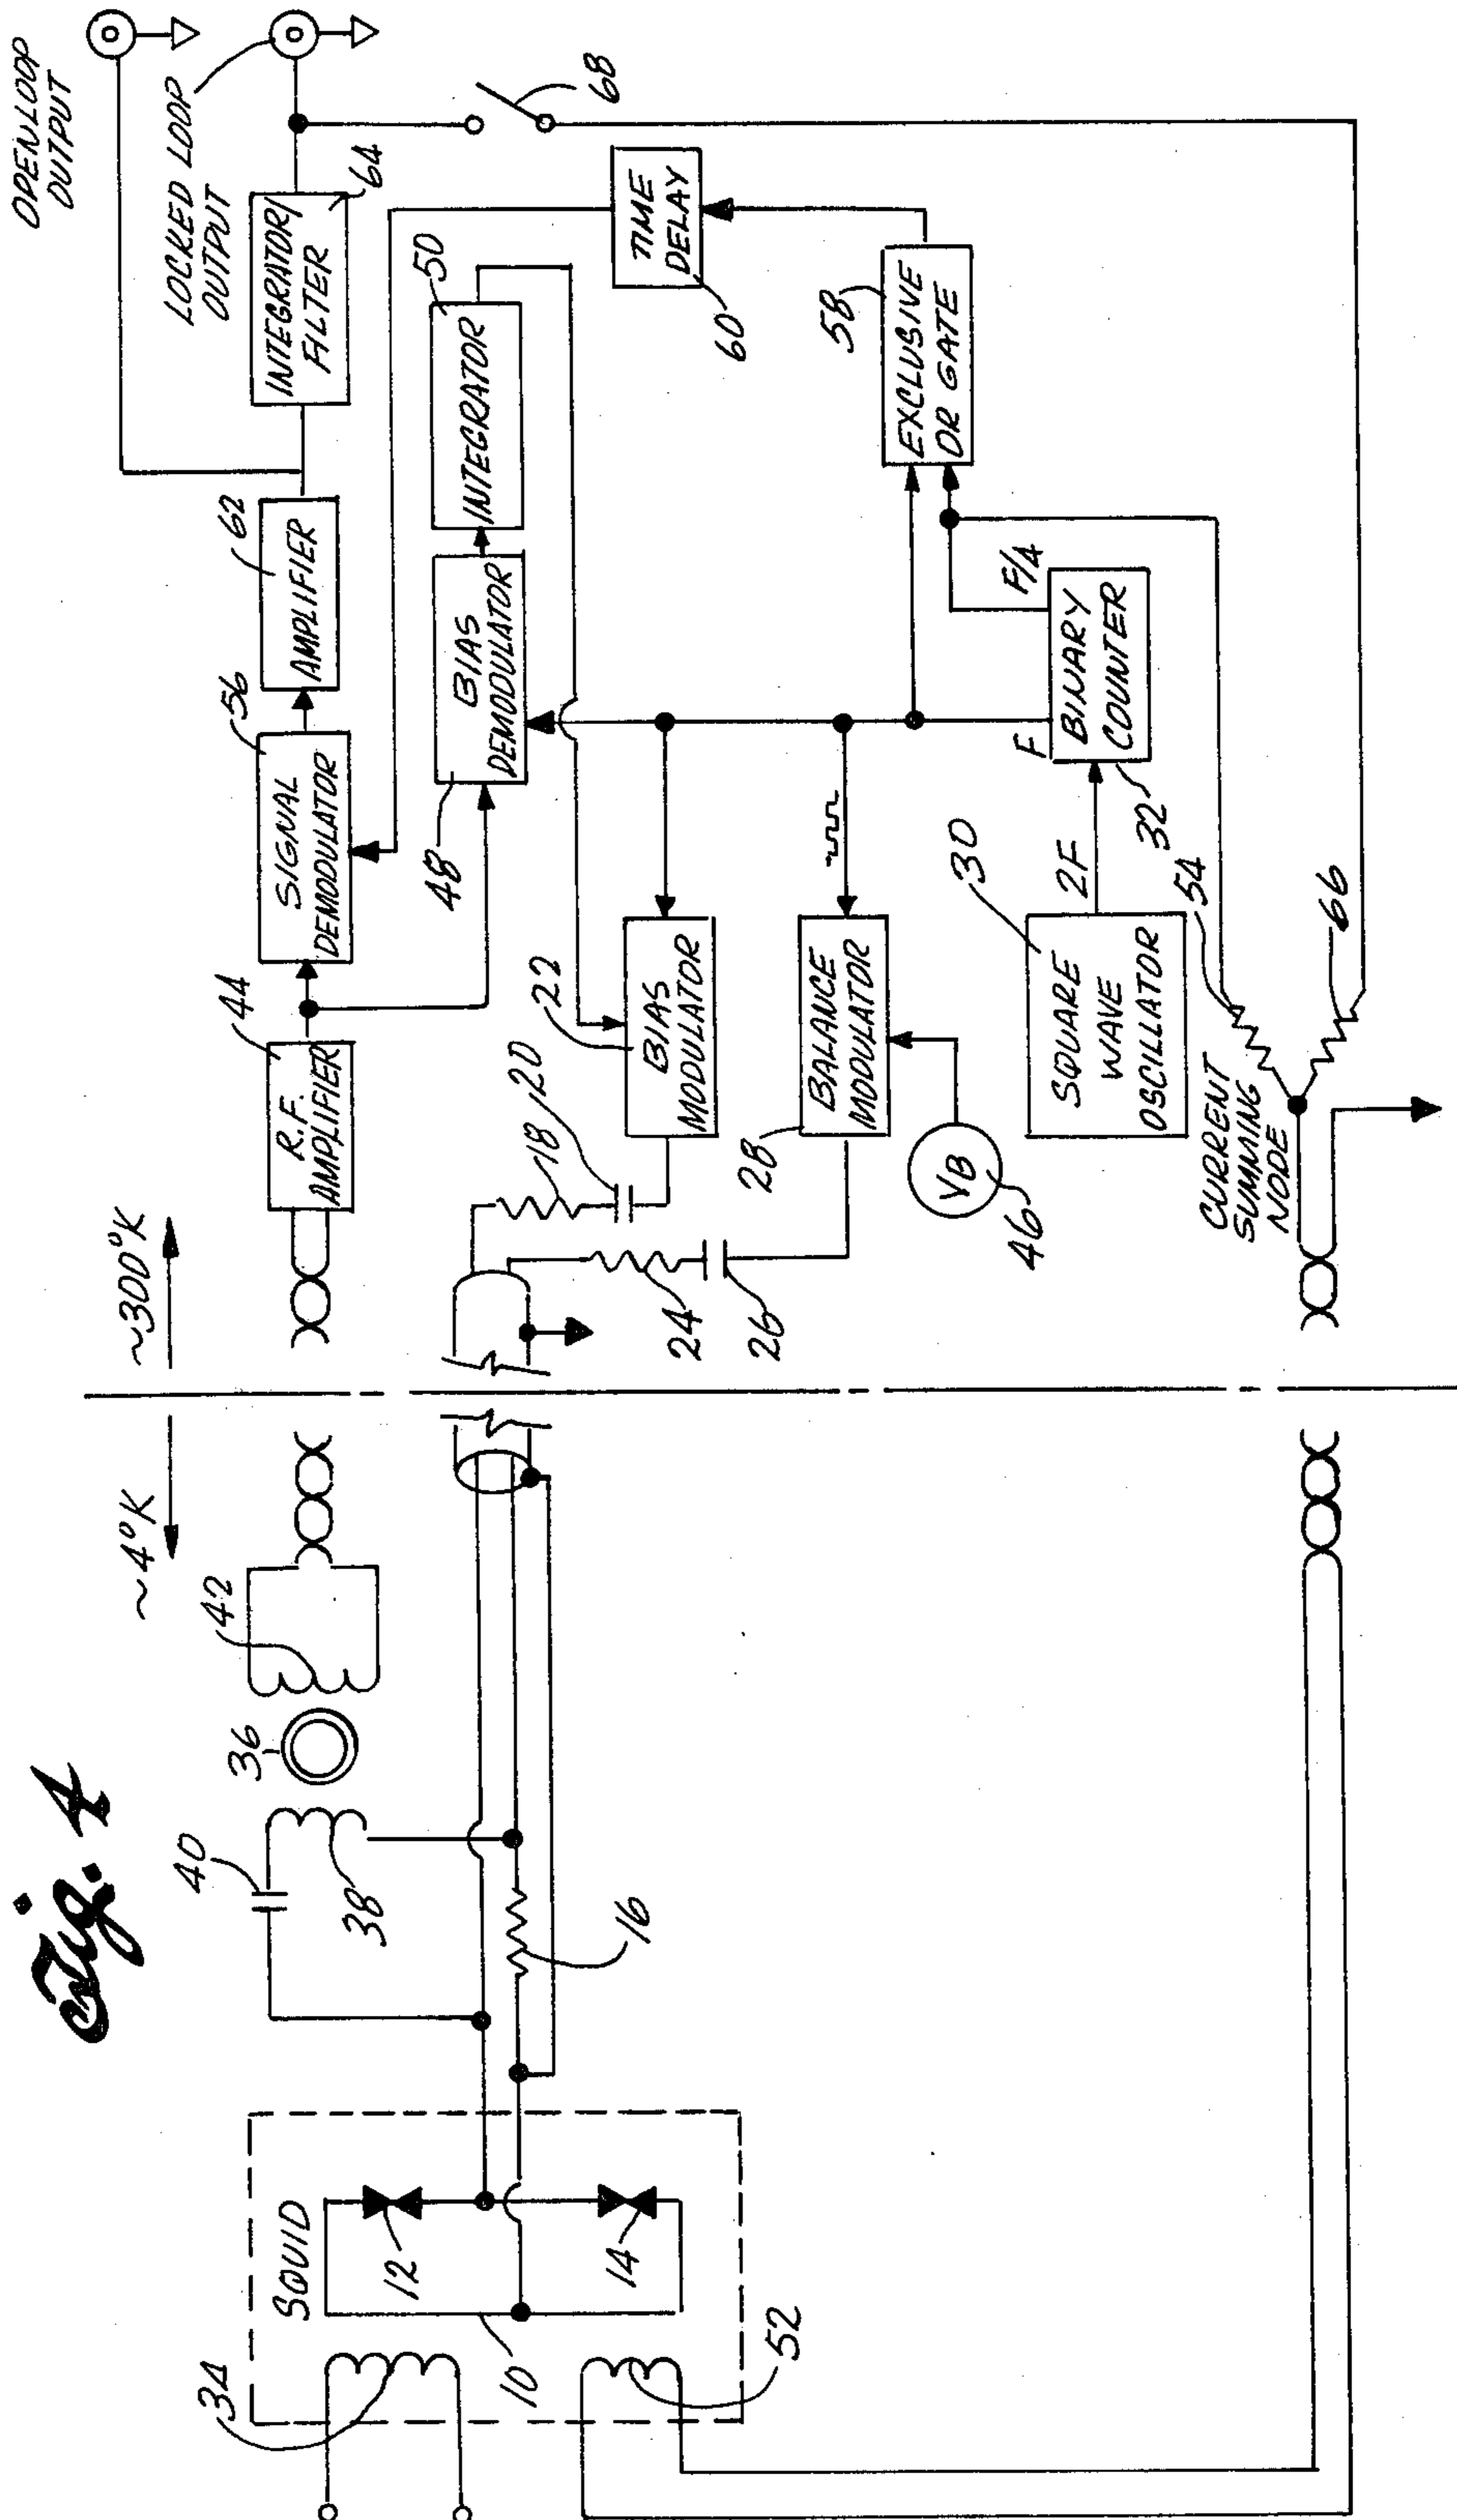 Fig. 4
~4°K
~300°K
OPEN LOOP
OUTPUT
LOCKED LOOP
OUTPUT
34
SQUID
12
14
10
52
40
38
36
42
16
44
R.F.
AMPLIFIER
56
SIGNAL
DEMODULATOR
62
AMPLIFIER
INTEGRATOR/
FILTER
64
68
48
BIAS
DEMODULATOR
50
INTEGRATOR
TIME
DELAY
60
18
20
22
BIAS
MODULATOR
24
26
28
BALANCE
MODULATOR
VB
46
58
EXCLUSIVE
OR GATE
F
F/4
BINARY
COUNTER
32
30
SQUARE
WAVE
OSCILLATOR
2F
54
66
CURRENT
SUMMING
NODE